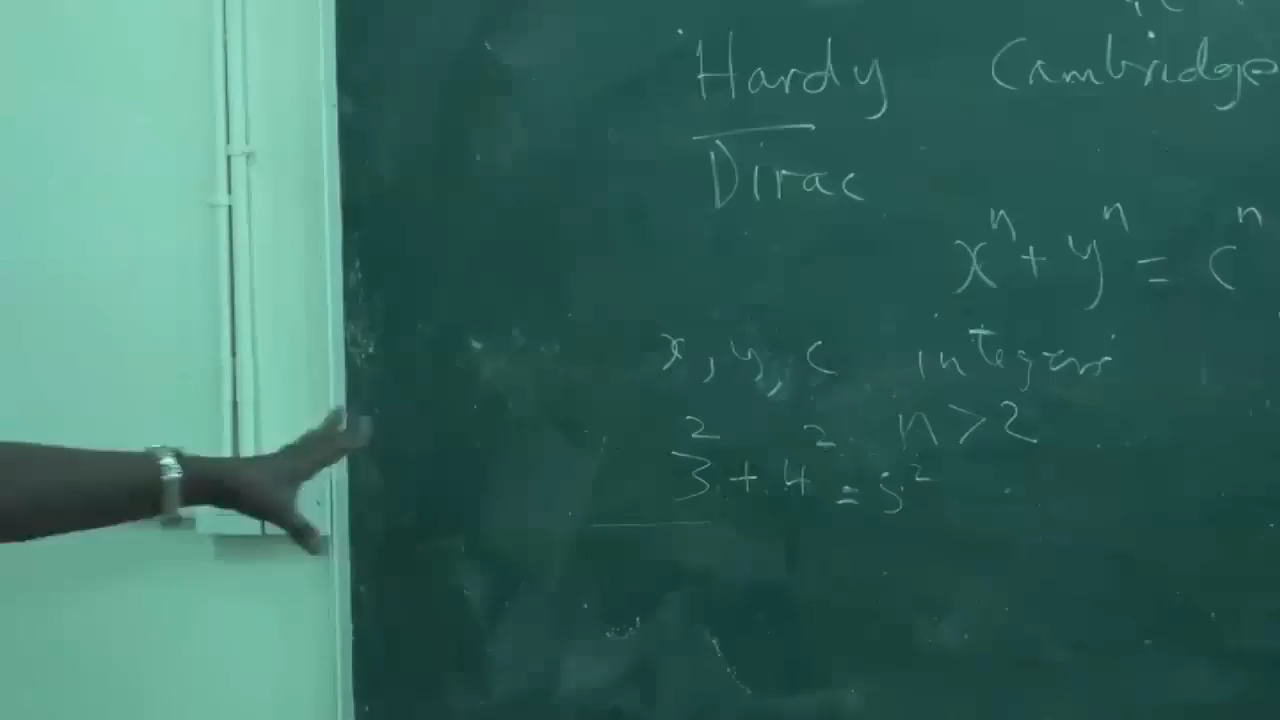 Hardy Cambridge
Dirac
xⁿ + yⁿ = cⁿ
x, y, c integers
n > 2
3² + 4² = 5²